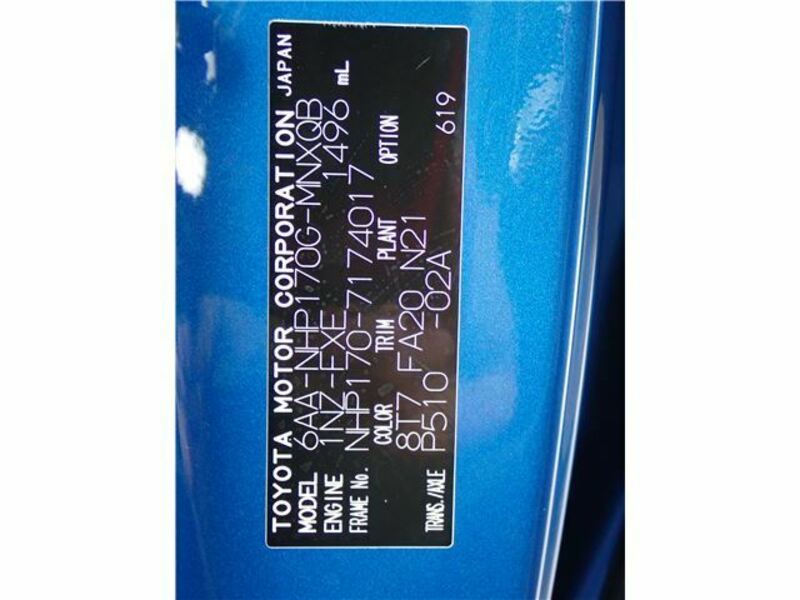 TOYOTA MOTOR CORPORATION JAPAN
MODEL 6AA-NHP170G-MNXQB
ENGINE 1NZ-FXE 1496 mL
FRAME No. NHP170-7174017
COLOR TRIM PLANT OPTION
8T7 FA20 N21
TRANS./AXLE P510 -02A 619